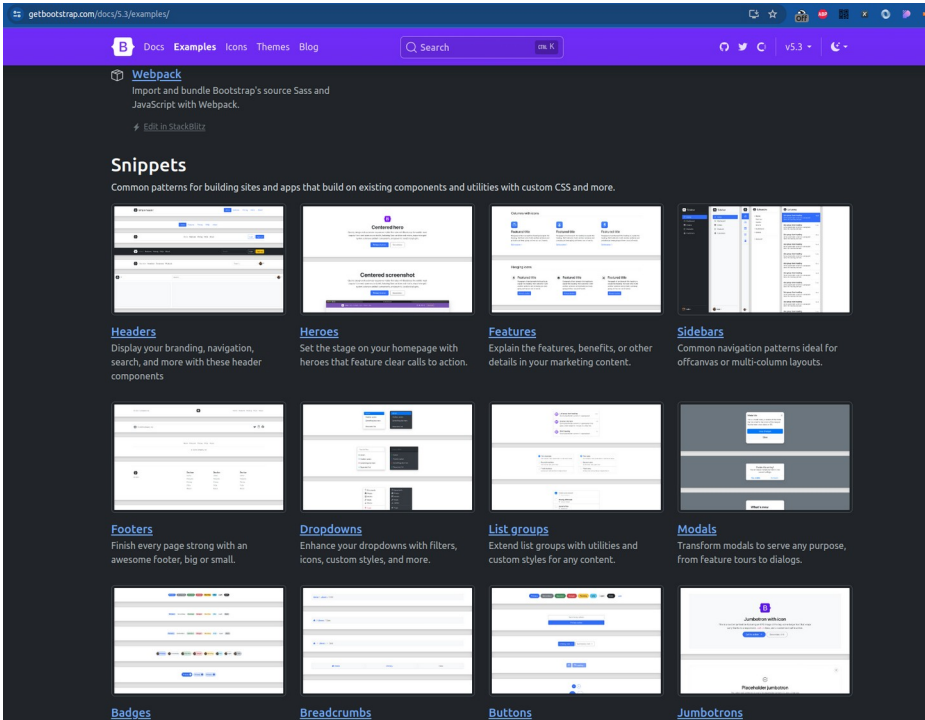 getbootstrap.com/docs/5.3/examples/
Off
ABP
B Docs Examples Icons Themes Blog Search Ctrl K v5.3
Webpack
Import and bundle Bootstrap's source Sass and
JavaScript with Webpack.
Edit in StackBlitz
Snippets
Common patterns for building sites and apps that build on existing components and utilities with custom CSS and more.
Centered hero
Centered screenshot
Headers
Display your branding, navigation,
search, and more with these header
components
Heroes
Set the stage on your homepage with
heroes that feature clear calls to action.
Features
Explain the features, benefits, or other
details in your marketing content.
Sidebars
Common navigation patterns ideal for
offcanvas or multi-column layouts.
Footers
Finish every page strong with an
awesome footer, big or small.
Dropdowns
Enhance your dropdowns with filters,
icons, custom styles, and more.
List groups
Extend list groups with utilities and
custom styles for any content.
Modals
Transform modals to serve any purpose,
from feature tours to dialogs.
B
Jumbotron with icon
Placeholder jumbotron
Badges
Breadcrumbs
Buttons
Jumbotrons